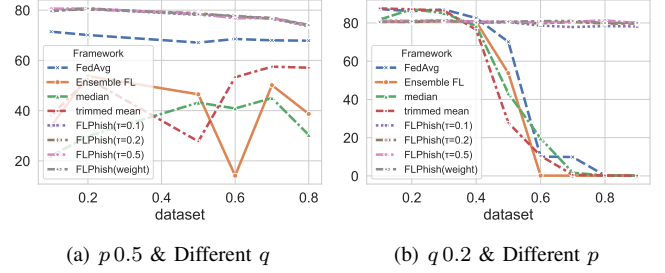 80
60
40
20
Framework
FedAvg
Ensemble FL
median
trimmed mean
FLPhish(τ=0.1)
FLPhish(τ=0.2)
FLPhish(τ=0.5)
FLPhish(weight)
0.2 0.4 0.6 0.8
dataset
(a) p 0.5 & Different q
80
60
40
20
0
Framework
FedAvg
Ensemble FL
median
trimmed mean
FLPhish(τ=0.1)
FLPhish(τ=0.2)
FLPhish(τ=0.5)
FLPhish(weight)
0.2 0.4 0.6 0.8
dataset
(b) q 0.2 & Different p